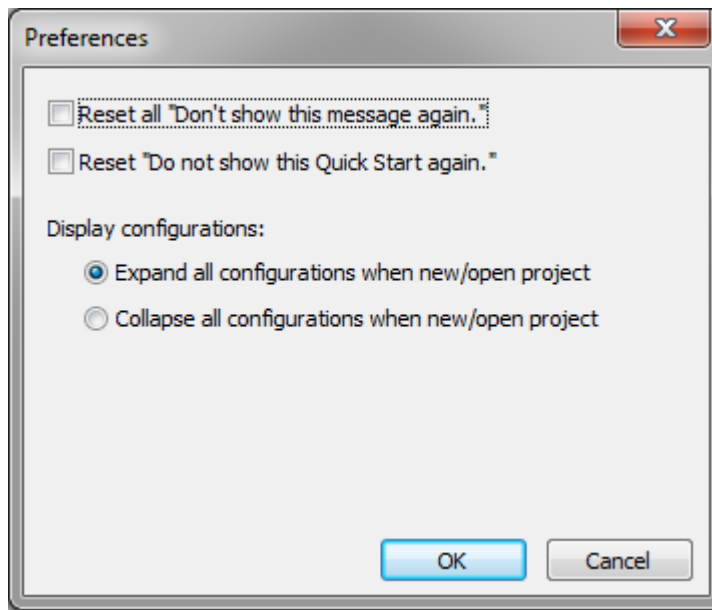 Preferences
Reset all "Don't show this message again."
Reset "Do not show this Quick Start again."
Display configurations:
Expand all configurations when new/open project
Collapse all configurations when new/open project
OK
Cancel